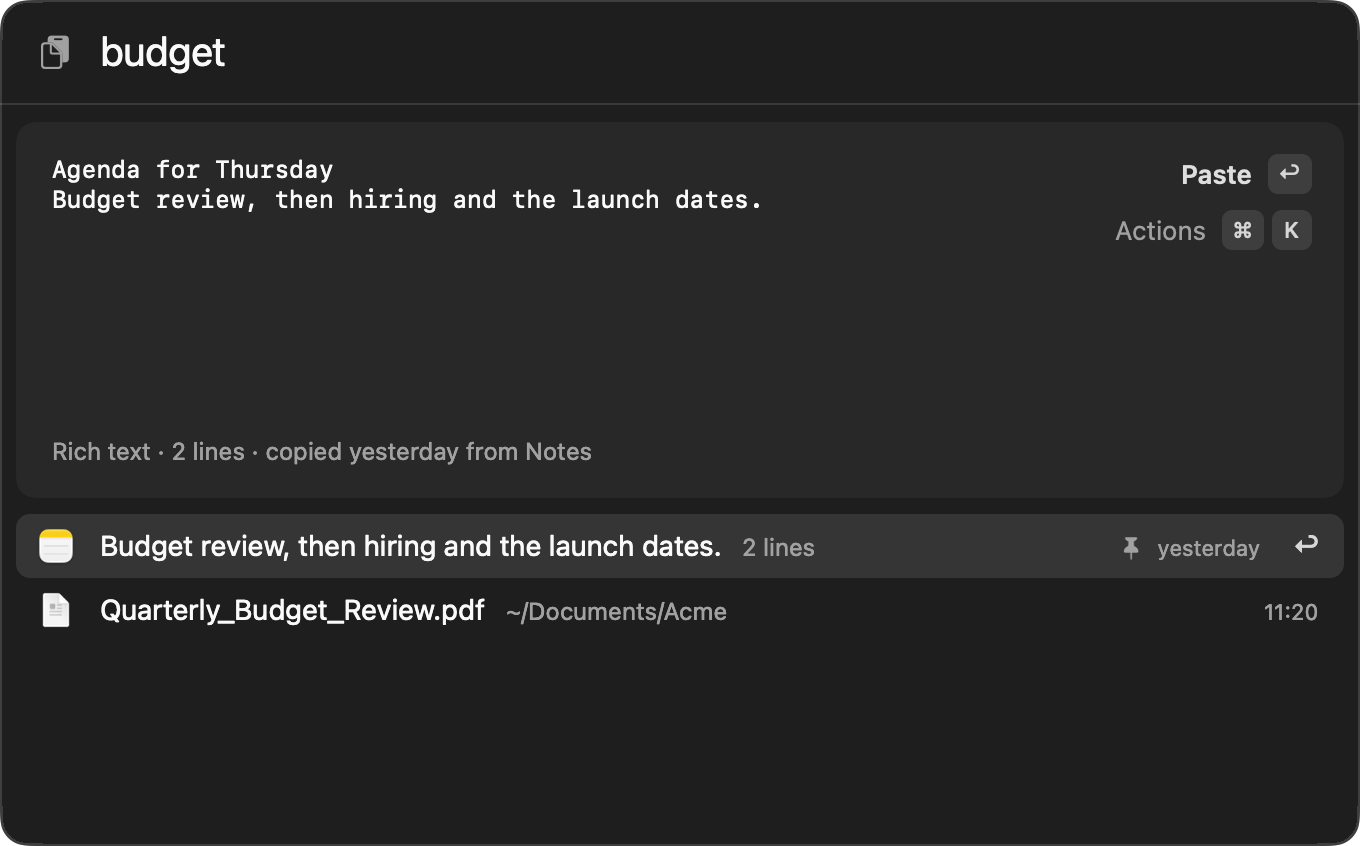 budget
Agenda for Thursday
Budget review, then hiring and the launch dates.
Paste ↩
Actions ⌘ K
Rich text · 2 lines · copied yesterday from Notes
Budget review, then hiring and the launch dates. 2 lines yesterday ↩
Quarterly_Budget_Review.pdf ~/Documents/Acme 11:20